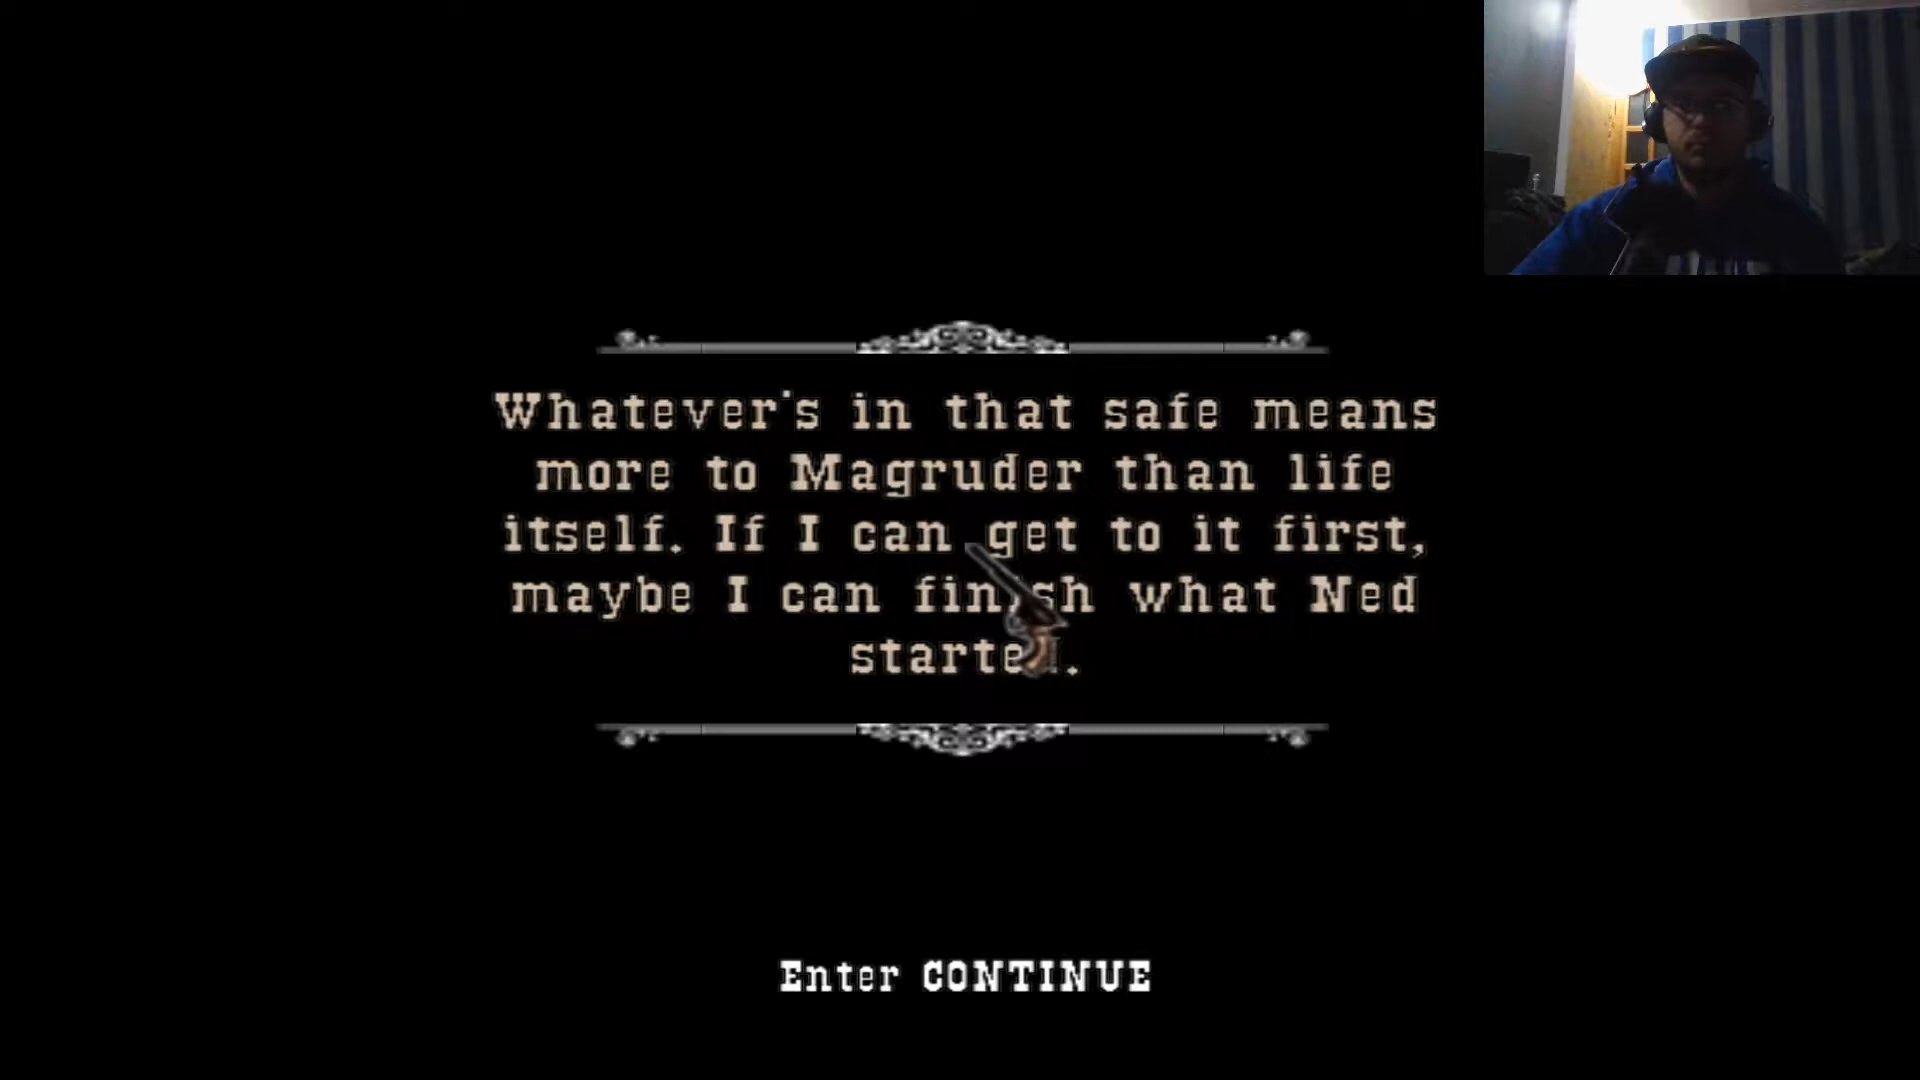 Whatever's in that safe means
more to Magruder than life
itself. If I can get to it first,
maybe I can finish what Ned
started.
Enter CONTINUE